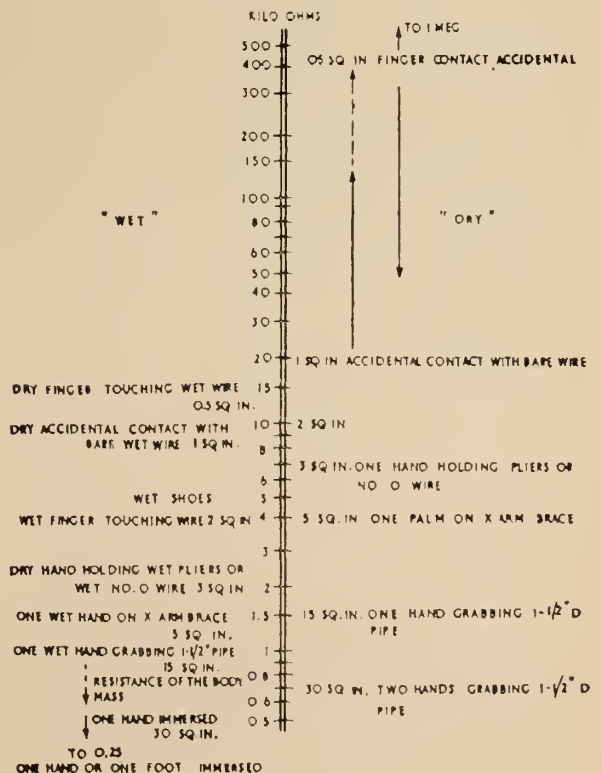 KILO OHMS
TO 1 MEG
500
400
05 SQ IN FINGER CONTACT ACCIDENTAL
300
200
150
100
"WET"
80
"DRY"
60
50
40
30
20
1 SQ IN ACCIDENTAL CONTACT WITH BARE WIRE
DRY FINGER TOUCHING WET WIRE
0.5 SQ IN.
15
DRY ACCIDENTAL CONTACT WITH
BARE WET WIRE 1 SQ IN.
10
2 SQ IN
8
3 SQ IN. ONE HAND HOLDING PLIERS OR
NO O WIRE
6
WET SHOES
5
WET FINGER TOUCHING WIRE 2 SQ IN
4
5 SQ. IN ONE PALM ON X ARM BRACE
3
DRY HAND HOLDING WET PLIERS OR
WET NO. O WIRE 3 SQ IN
2
ONE WET HAND ON X ARM BRACE
5 SQ IN.
1.5
15 SQ. IN. ONE HAND GRABBING 1-1/2" D
PIPE
ONE WET HAND GRABBING 1-1/2" PIPE
15 SQ IN.
1
RESISTANCE OF THE BODY
MASS
0.8
30 SQ IN, TWO HANDS GRABBING 1-1/2" D
PIPE
0.6
ONE HAND IMMERSED
30 SQ IN.
0.5
TO 0.25
ONE HAND OR ONE FOOT IMMERSED